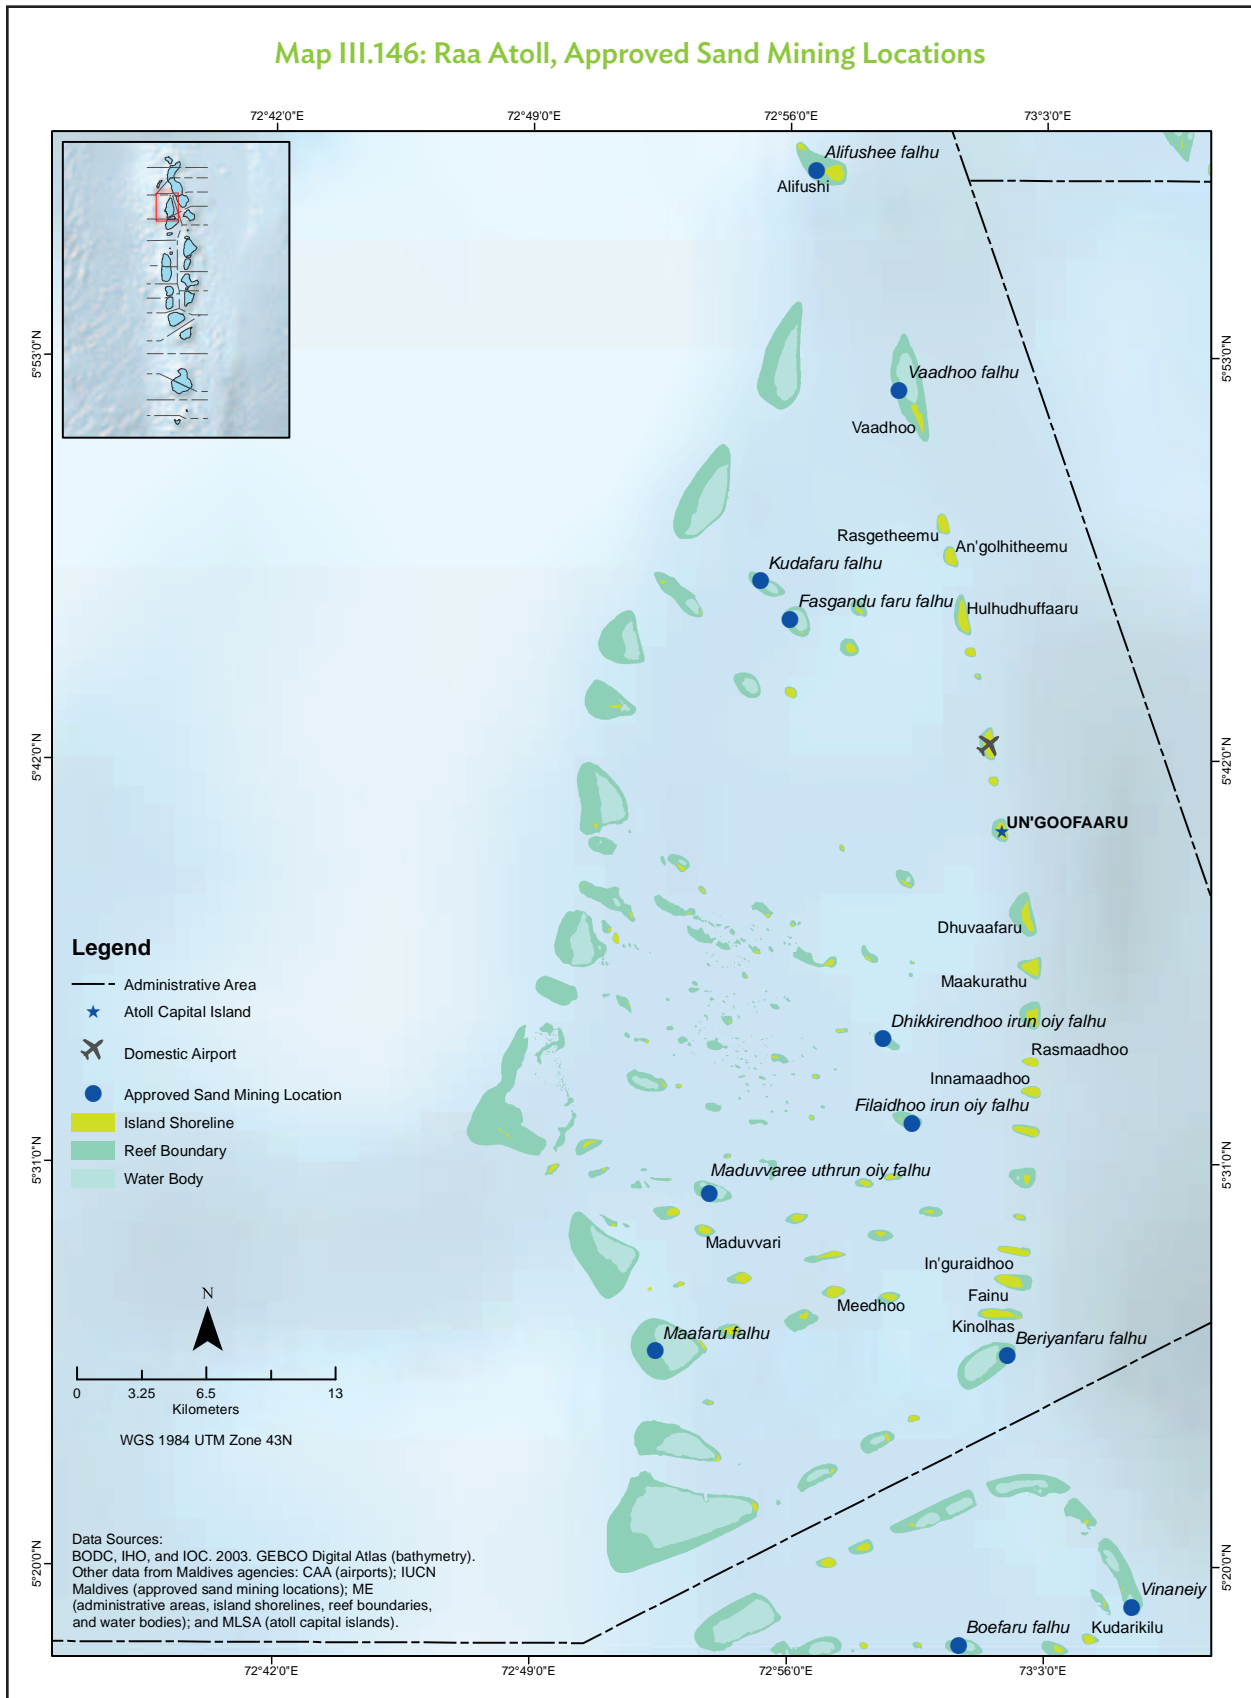 Map III.146: Raa Atoll, Approved Sand Mining Locations
72°42'0"E
72°49'0"E
72°56'0"E
73°3'0"E
Alifushee falhu
Alifushi
5°53'0"N
5°53'0"N
Vaadhoo falhu
Vaadhoo
Rasgetheemu
An'golhitheemu
Kudafaru falhu
Fasgandu faru falhu
Hulhudhuffaaru
5°42'0"N
5°42'0"N
UN'GOOFAARU
Dhuvaafaru
Maakurathu
Dhikkirendhoo irun oiy falhu
Rasmaadhoo
Innamaadhoo
Filaidhoo irun oiy falhu
5°31'0"N
5°31'0"N
Maduvvaree uthrun oiy falhu
Maduvvari
In'guraidhoo
Fainu
Meedhoo
Kinolhas
Maafaru falhu
Beriyanfaru falhu
Legend
Administrative Area
Atoll Capital Island
Domestic Airport
Approved Sand Mining Location
Island Shoreline
Reef Boundary
Water Body
N
0 3.25 6.5 13
Kilometers
WGS 1984 UTM Zone 43N
Data Sources:
BODC, IHO, and IOC. 2003. GEBCO Digital Atlas (bathymetry).
Other data from Maldives agencies: CAA (airports); IUCN
Maldives (approved sand mining locations); ME
(administrative areas, island shorelines, reef boundaries,
and water bodies); and MLSA (atoll capital islands).
5°20'0"N
5°20'0"N
Vinaneiy
Kudarikilu
Boefaru falhu
72°42'0"E
72°49'0"E
72°56'0"E
73°3'0"E